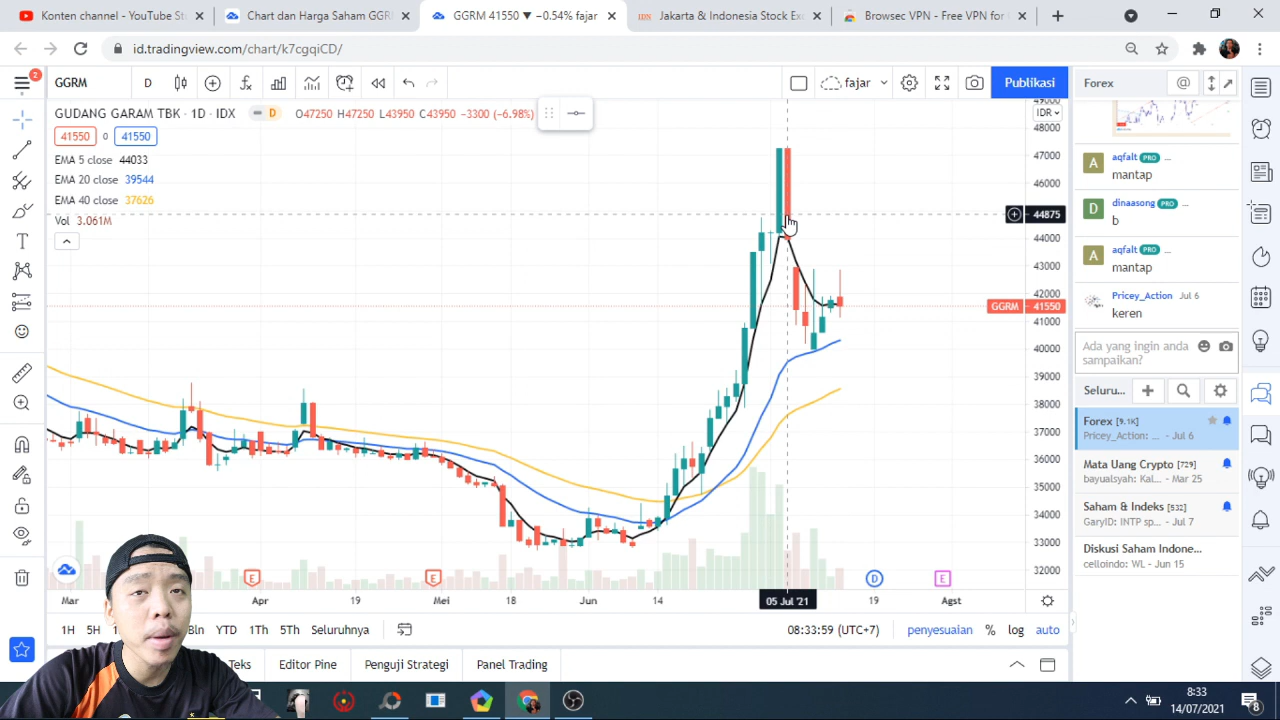 Konten channel - YouTube St
Chart dan Harga Saham GGR
GGRM 41550 ▼ −0.54% fajar
IDX
Jakarta & Indonesia Stock Exc
Browsec VPN - Free VPN for
id.tradingview.com/chart/k7cgqiCD/
2
GGRM
D
fajar
Publikasi
Forex
GUDANG GARAM TBK · 1D · IDX
D
O47250 H47250 L43950 C43950 −3300 (−6.98%)
41550 0 41550
EMA 5 close 44033
EMA 20 close 39544
EMA 40 close 37626
Vol 3.061M
49000
IDR
48000
47000
46000
44875
44000
43000
42000
GGRM 41550
41000
40000
39000
38000
37000
36000
35000
34000
33000
32000
E
E
D
E
Mar
Apr
19
Mei
18
Jun
14
05 Jul '21
19
Agst
1H 5H
Bln YTD 1Th 5Th Seluruhnya
08:33:59 (UTC+7)
penyesuaian % log auto
Teks
Editor Pine
Penguji Strategi
Panel Trading
A aqfalt PRO ...
mantap
D dinaasong PRO ...
b
A aqfalt PRO ...
mantap
Pricey_Action Jul 6
keren
Ada yang ingin anda
sampaikan?
Seluru...
Forex [9.1K]
Pricey_Action: ... - Jul 6
Mata Uang Crypto [729]
bayualsyah: Kal... - Mar 25
Saham & Indeks [532]
GaryID: INTP sp... - Jul 7
Diskusi Saham Indone...
celloindo: WL - Jun 15
8:33
14/07/2021
8